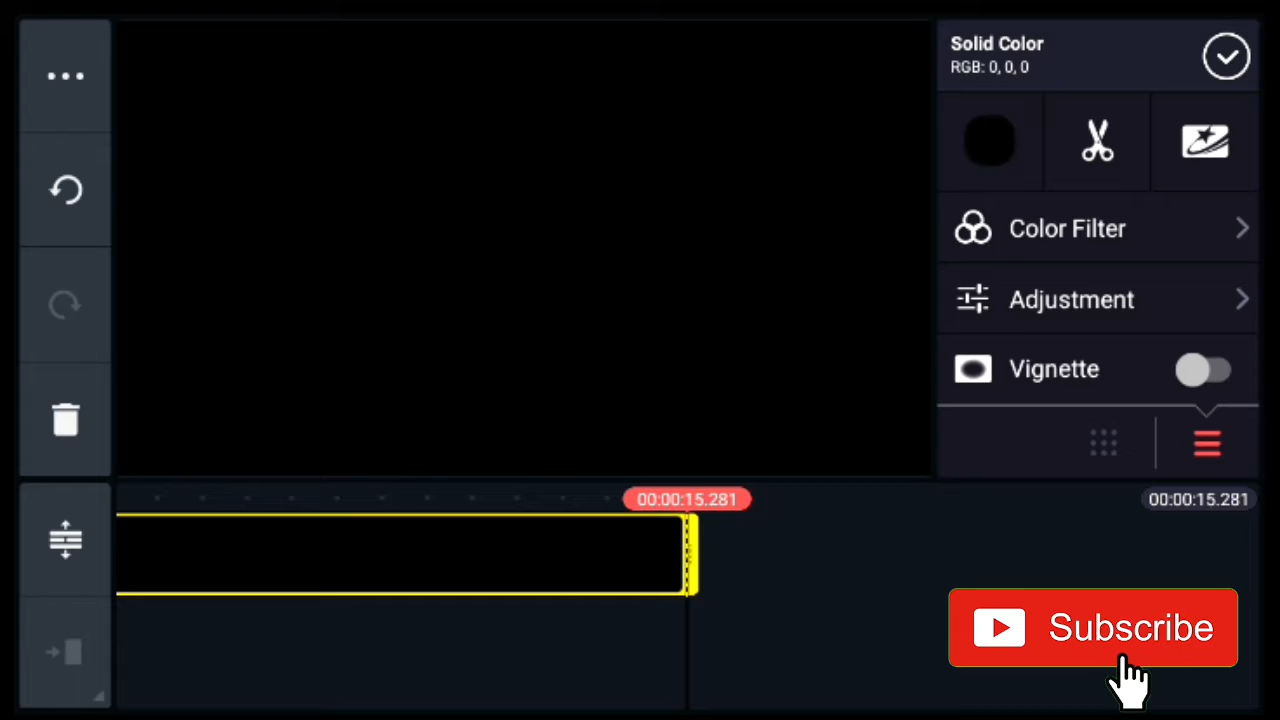 Solid Color
RGB: 0, 0, 0
Color Filter
Adjustment
Vignette
00:00:15.281
00:00:15.281
Subscribe